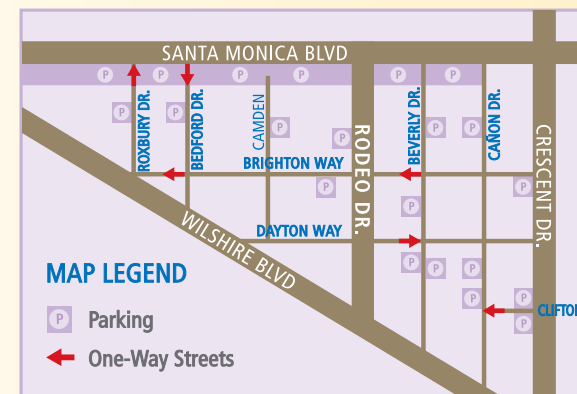 SANTA MONICA BLVD
P P P P P P
ROXBURY DR.
BEDFORD DR.
CAMDEN
RODEO DR.
BEVERLY DR.
CAÑON DR.
CRESCENT DR.
P P P P P P
BRIGHTON WAY
P P
P
DAYTON WAY
WILSHIRE BLVD
P P P
P P
P
CLIFTON
MAP LEGEND
P Parking
One-Way Streets